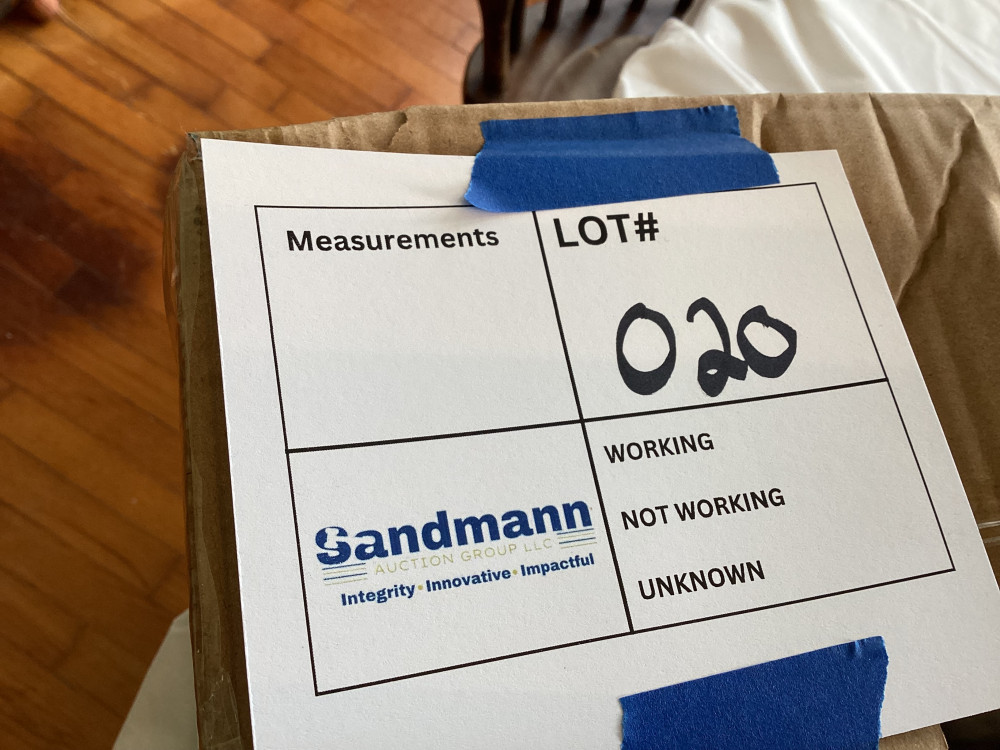 Measurements
LOT#
020
Sandmann
AUCTION GROUP LLC
Integrity • Innovative • Impactful
WORKING
NOT WORKING
UNKNOWN